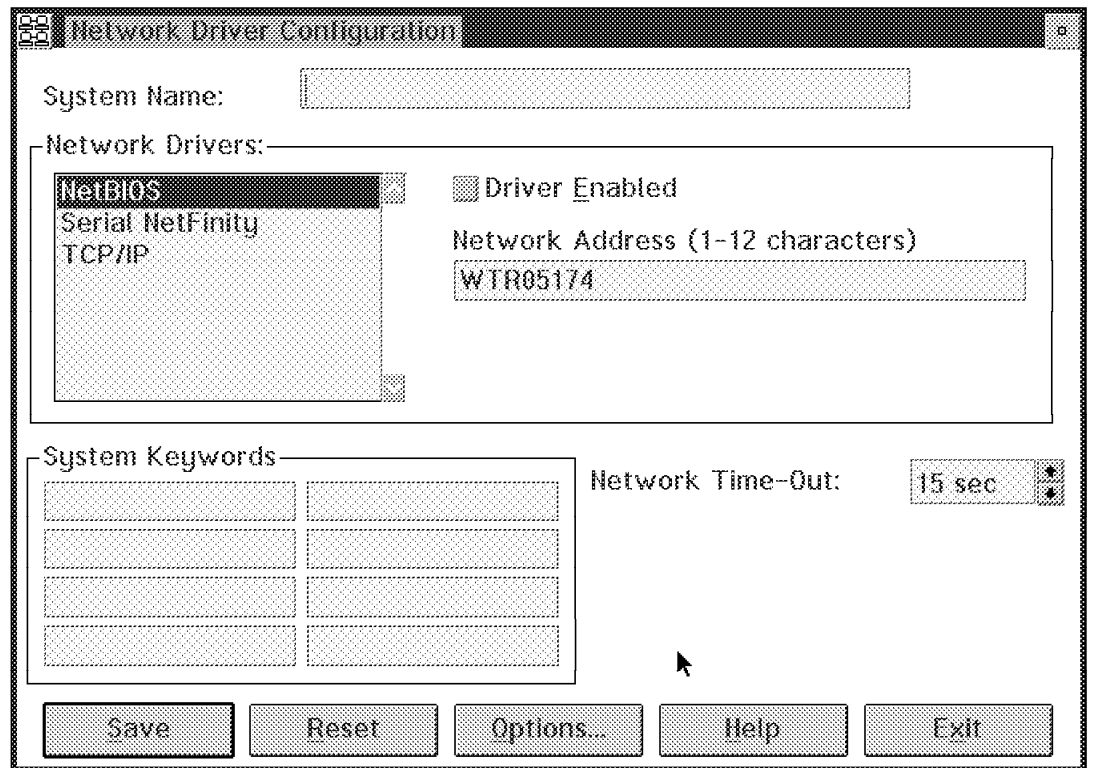 Network Driver Configuration
System Name:
Network Drivers:
NetBIOS
Serial NetFinity
TCP/IP
Driver Enabled
Network Address (1-12 characters)
WTR05174
System Keywords
Network Time-Out:
15 sec
Save
Reset
Options...
Help
Exit